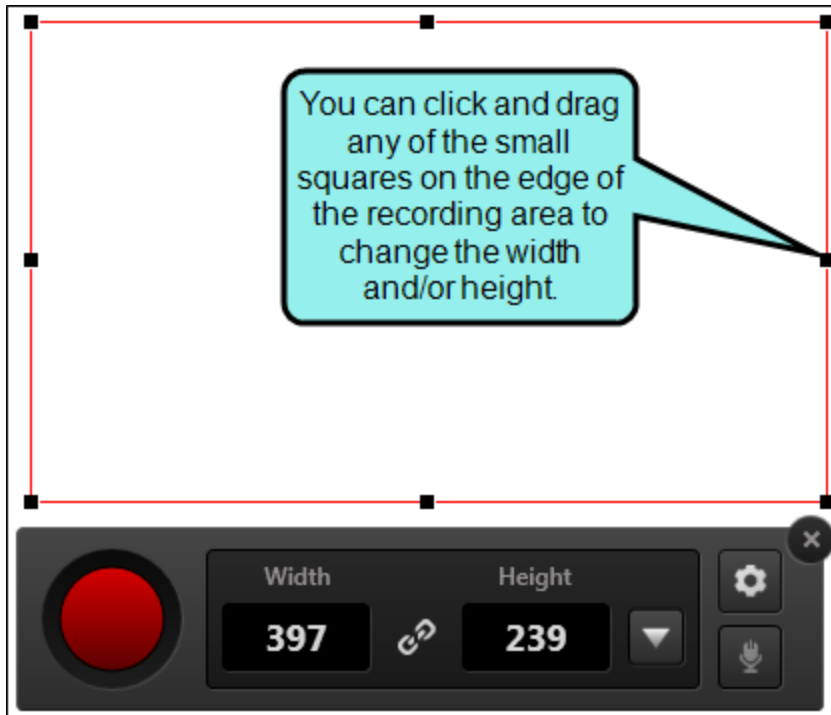 You can click and drag
any of the small
squares on the edge of
the recording area to
change the width
and/or height.
Width Height
397 239